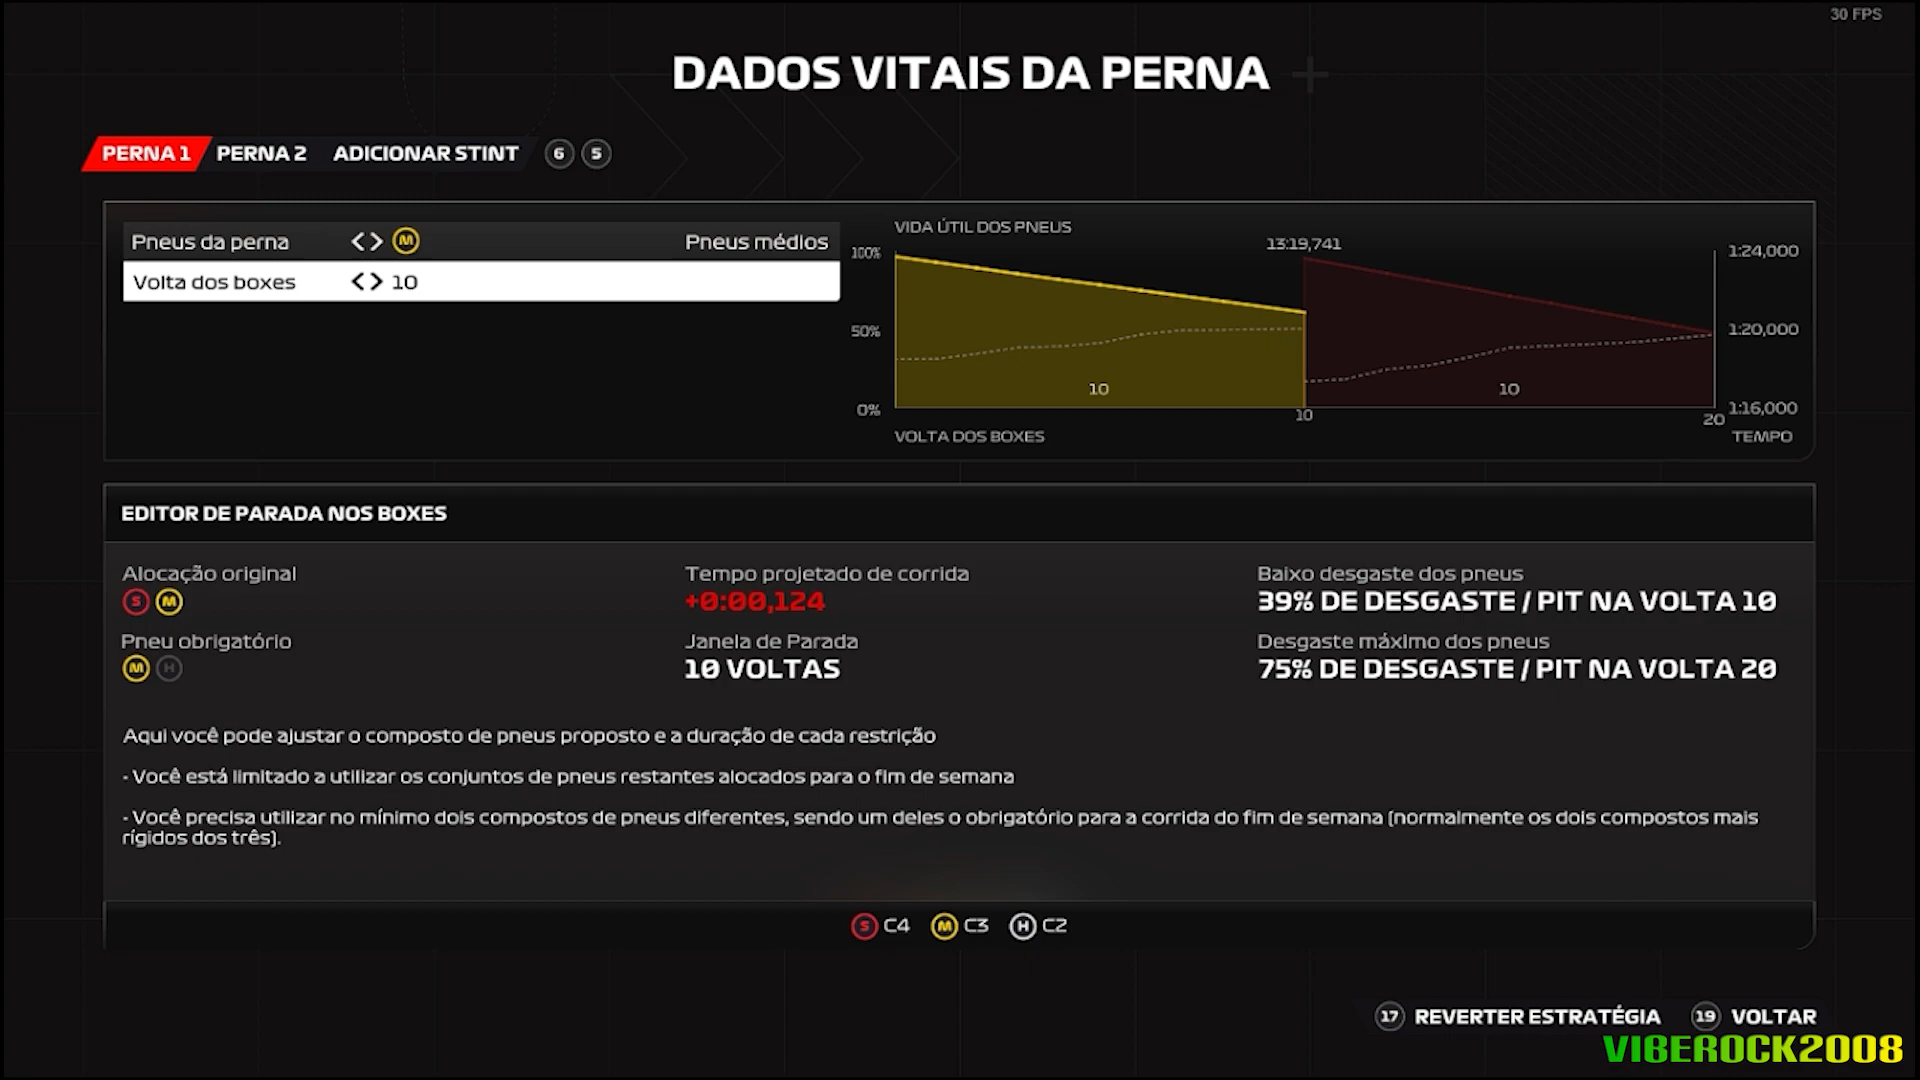 30 FPS
DADOS VITAIS DA PERNA
PERNA 1 PERNA 2 ADICIONAR STINT 6 5
Pneus da perna < > M Pneus médios
Volta dos boxes < > 10
VIDA ÚTIL DOS PNEUS
13:19,741
100%
50%
0%
1:24,000
1:20,000
1:16,000
10
10
10
20
VOLTA DOS BOXES
TEMPO
EDITOR DE PARADA NOS BOXES
Alocação original
S M
Pneu obrigatório
M H
Tempo projetado de corrida
+0:00,124
Janela de Parada
10 VOLTAS
Baixo desgaste dos pneus
39% DE DESGASTE / PIT NA VOLTA 10
Desgaste máximo dos pneus
75% DE DESGASTE / PIT NA VOLTA 20
Aqui você pode ajustar o composto de pneus proposto e a duração de cada restrição
- Você está limitado a utilizar os conjuntos de pneus restantes alocados para o fim de semana
- Você precisa utilizar no mínimo dois compostos de pneus diferentes, sendo um deles o obrigatório para a corrida do fim de semana (normalmente os dois compostos mais
rígidos dos três).
S C4 M C3 H C2
17 REVERTER ESTRATÉGIA 19 VOLTAR
VIBEROCK2008